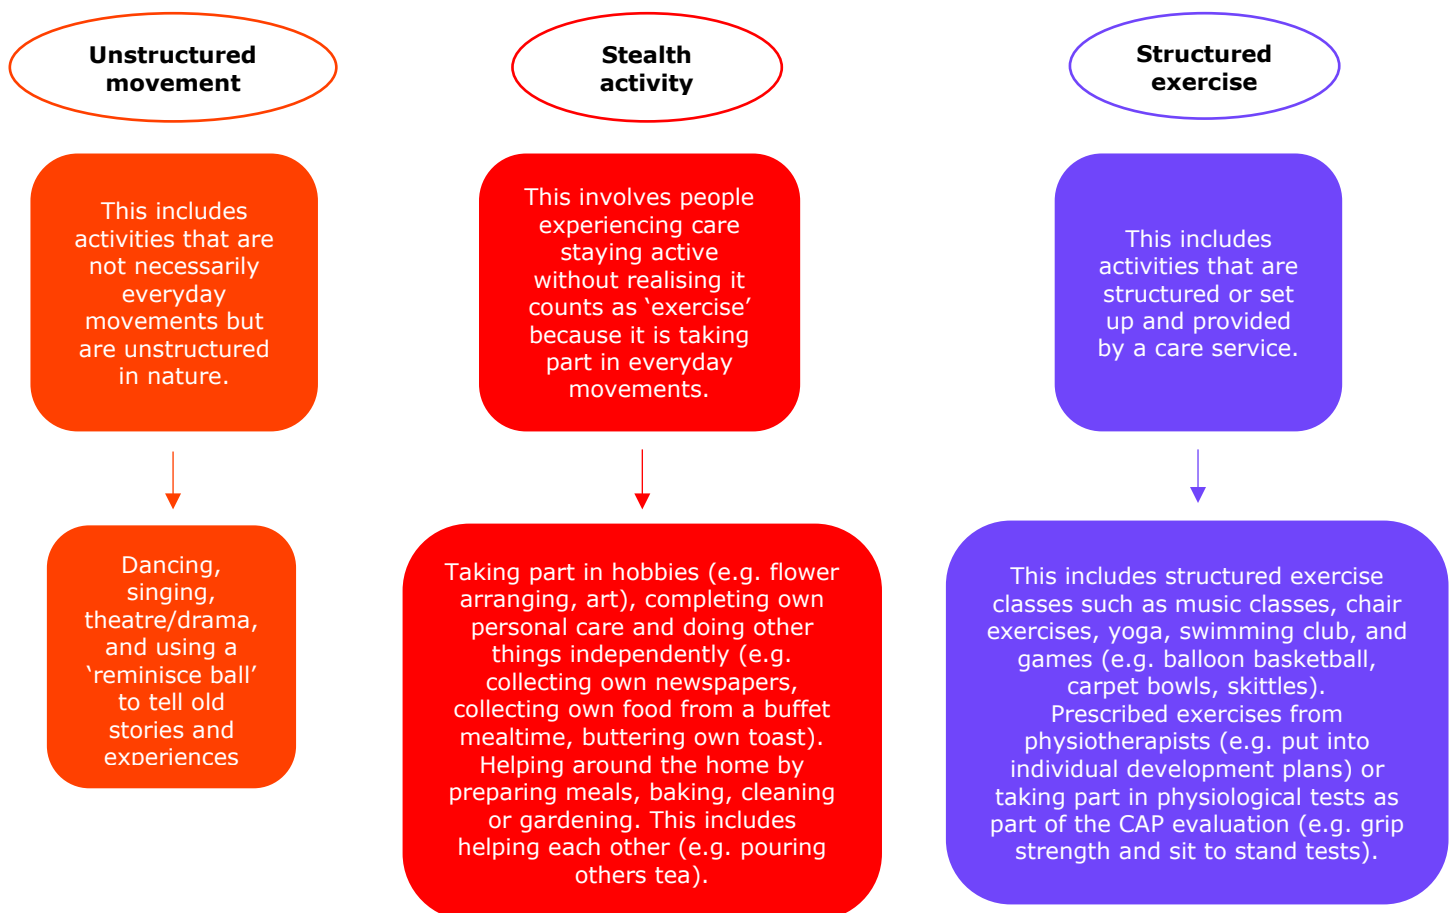 Unstructured
movement
This includes
activities that are
not necessarily
everyday
movements but
are unstructured
in nature.
Dancing,
singing,
theatre/drama,
and using a
‘reminisce ball’
to tell old
stories and
experiences
Stealth
activity
This involves people
experiencing care
staying active
without realising it
counts as ‘exercise’
because it is taking
part in everyday
movements.
Taking part in hobbies (e.g. flower
arranging, art), completing own
personal care and doing other
things independently (e.g.
collecting own newspapers,
collecting own food from a buffet
mealtime, buttering own toast).
Helping around the home by
preparing meals, baking, cleaning
or gardening. This includes
helping each other (e.g. pouring
others tea).
Structured
exercise
This includes
activities that are
structured or set
up and provided
by a care service.
This includes structured exercise
classes such as music classes, chair
exercises, yoga, swimming club, and
games (e.g. balloon basketball,
carpet bowls, skittles).
Prescribed exercises from
physiotherapists (e.g. put into
individual development plans) or
taking part in physiological tests as
part of the CAP evaluation (e.g. grip
strength and sit to stand tests).